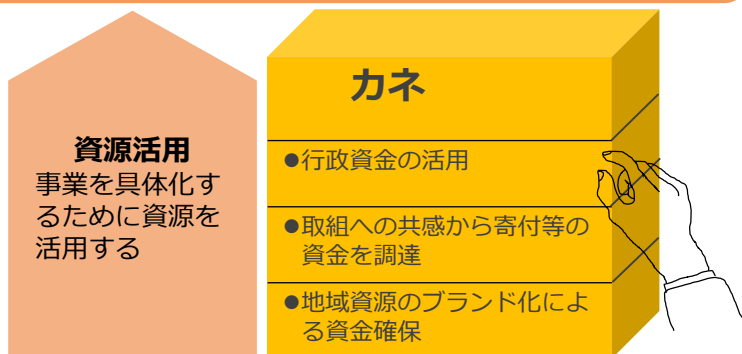 資源活用
事業を具体化す
るために資源を
活用する
カネ
●行政資金の活用
●取組への共感から寄付等の
資金を調達
●地域資源のブランド化によ
る資金確保